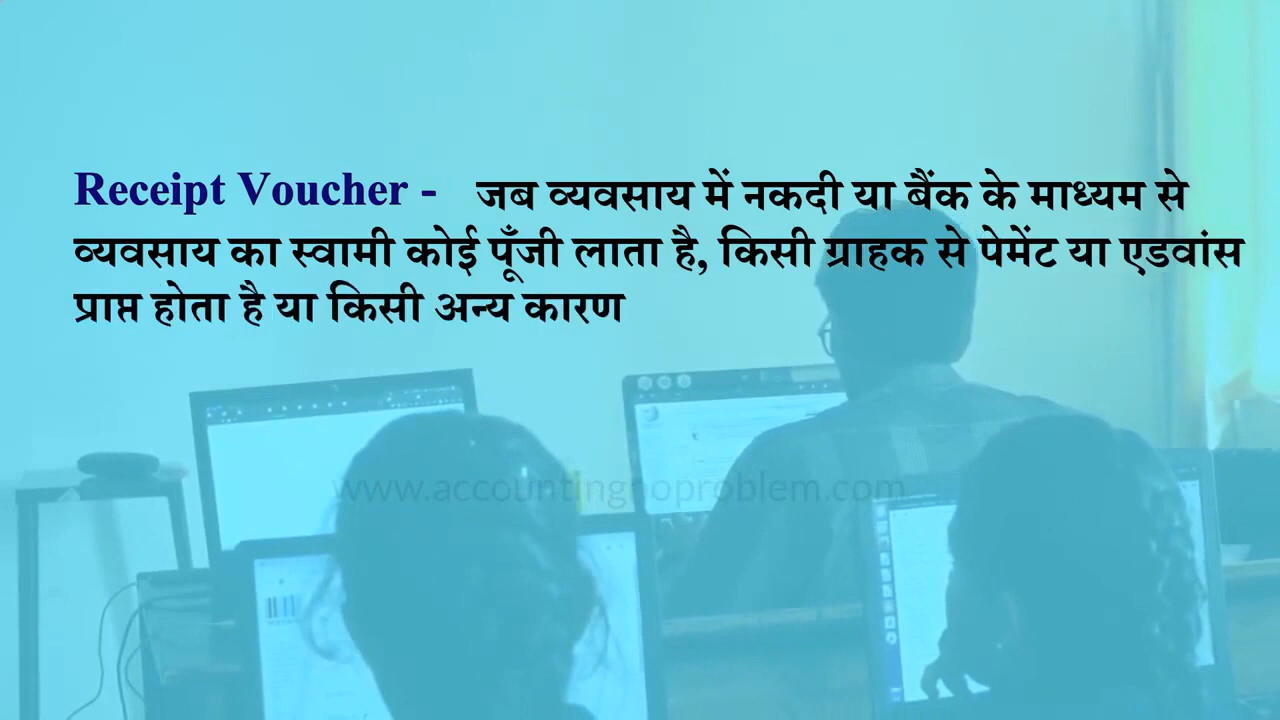 Receipt Voucher - जब व्यवसाय में नकदी या बैंक के माध्यम से
व्यवसाय का स्वामी कोई पूँजी लाता है, किसी ग्राहक से पेमेंट या एडवांस
प्राप्त होता है या किसी अन्य कारण
www.accountingnoproblem.com